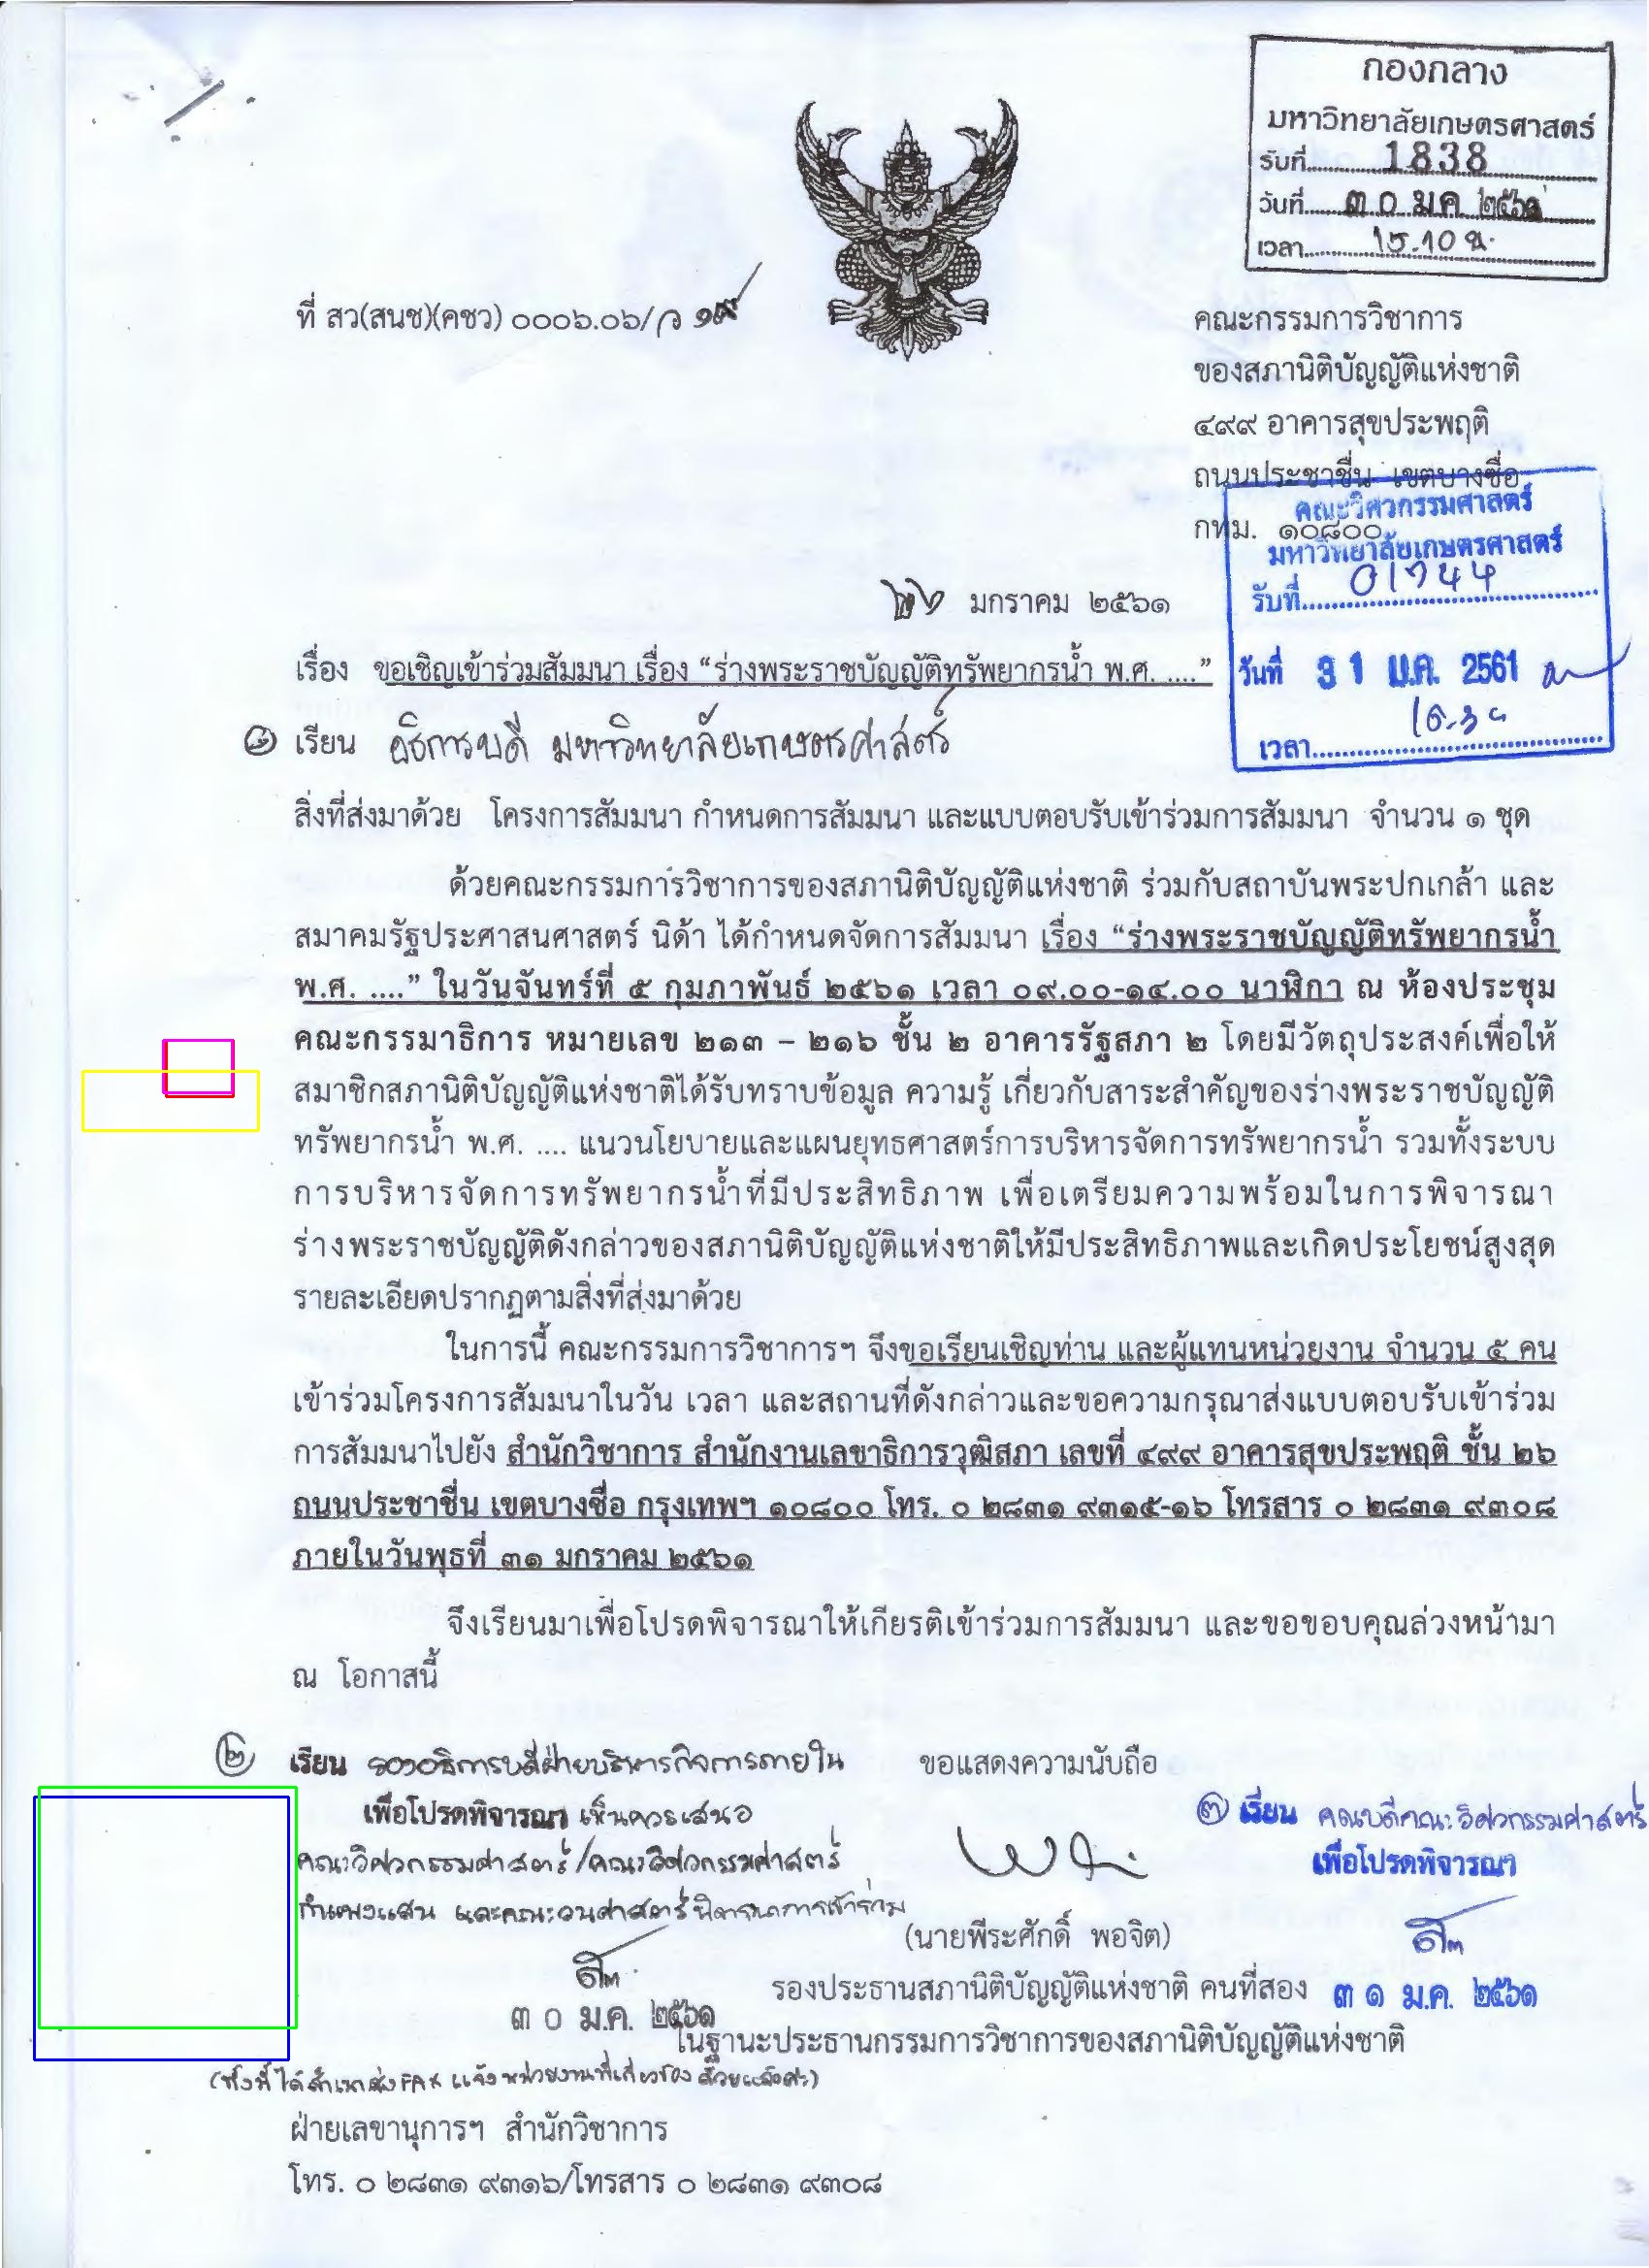 กองกลาง
มหาวิทยาลัยเกษตรศาสตร์
รับที่ 1838
วันที่ ๓๐ ม.ค. ๒๕๖๑
เวลา 15.10 น.
ที่ สว(สนช)(คชว) ๐๐๐๖.๐๖/ว ๑๙
คณะกรรมการวิชาการ
ของสภานิติบัญญัติแห่งชาติ
๔๙๙ อาคารสุขประพฤติ
ถนนประชาชื่น เขตบางซื่อ
กทม. ๑๐๘๐๐
คณะวิศวกรรมศาสตร์
มหาวิทยาลัยเกษตรศาสตร์
รับที่ 01744
วันที่ 31 ม.ค. 2561
เวลา
มกราคม ๒๕๖๑
เรื่อง ขอเชิญเข้าร่วมสัมมนา เรื่อง “ร่างพระราชบัญญัติทรัพยากรน้ำ พ.ศ. ....”
๑ เรียน อธิการบดี มหาวิทยาลัยเกษตรศาสตร์
สิ่งที่ส่งมาด้วย โครงการสัมมนา กำหนดการสัมมนา และแบบตอบรับเข้าร่วมการสัมมนา จำนวน ๑ ชุด
ด้วยคณะกรรมการวิชาการของสภานิติบัญญัติแห่งชาติ ร่วมกับสถาบันพระปกเกล้า และ
สมาคมรัฐประศาสนศาสตร์ นิด้า ได้กำหนดจัดการสัมมนา เรื่อง “ร่างพระราชบัญญัติทรัพยากรน้ำ
พ.ศ. ....” ในวันจันทร์ที่ ๕ กุมภาพันธ์ ๒๕๖๑ เวลา ๐๙.๐๐-๑๔.๐๐ นาฬิกา ณ ห้องประชุม
คณะกรรมาธิการ หมายเลข ๒๑๓ – ๒๑๖ ชั้น ๒ อาคารรัฐสภา ๒ โดยมีวัตถุประสงค์เพื่อให้
สมาชิกสภานิติบัญญัติแห่งชาติได้รับทราบข้อมูล ความรู้ เกี่ยวกับสาระสำคัญของร่างพระราชบัญญัติ
ทรัพยากรน้ำ พ.ศ. .... แนวนโยบายและแผนยุทธศาสตร์การบริหารจัดการทรัพยากรน้ำ รวมทั้งระบบ
การบริหารจัดการทรัพยากรน้ำที่มีประสิทธิภาพ เพื่อเตรียมความพร้อมในการพิจารณา
ร่างพระราชบัญญัติดังกล่าวของสภานิติบัญญัติแห่งชาติให้มีประสิทธิภาพและเกิดประโยชน์สูงสุด
รายละเอียดปรากฏตามสิ่งที่ส่งมาด้วย
ในการนี้ คณะกรรมการวิชาการฯ จึงขอเรียนเชิญท่าน และผู้แทนหน่วยงาน จำนวน ๕ คน
เข้าร่วมโครงการสัมมนาในวัน เวลา และสถานที่ดังกล่าวและขอความกรุณาส่งแบบตอบรับเข้าร่วม
การสัมมนาไปยัง สำนักวิชาการ สำนักงานเลขาธิการวุฒิสภา เลขที่ ๔๙๙ อาคารสุขประพฤติ ชั้น ๒๖
ถนนประชาชื่น เขตบางซื่อ กรุงเทพฯ ๑๐๘๐๐ โทร. ๐ ๒๘๓๑ ๙๓๑๕-๑๖ โทรสาร ๐ ๒๘๓๑ ๙๓๐๘
ภายในวันพุธที่ ๓๑ มกราคม ๒๕๖๑
จึงเรียนมาเพื่อโปรดพิจารณาให้เกียรติเข้าร่วมการสัมมนา และขอขอบคุณล่วงหน้ามา
ณ โอกาสนี้
๒ เรียน รองอธิการบดีฝ่ายบริหารกิจการภายใน
เพื่อโปรดพิจารณา เห็นควรเสนอ
คณะวิศวกรรมศาสตร์/คณะวิศวกรรมศาสตร์
กำแพงแสน และคณะวนศาสตร์ พิจารณาการเข้าร่วม
๓๐ ม.ค. ๒๕๖๑
ขอแสดงความนับถือ
(นายพีระศักดิ์ พอจิต)
รองประธานสภานิติบัญญัติแห่งชาติ คนที่สอง
ในฐานะประธานกรรมการวิชาการของสภานิติบัญญัติแห่งชาติ
๓ เรียน คณบดีคณะวิศวกรรมศาสตร์
เพื่อโปรดพิจารณา
๓๑ ม.ค. ๒๕๖๑
(ทั้งนี้ ได้สำเนาส่ง FAX แจ้งหน่วยงานที่เกี่ยวข้อง ด้วยแล้วค่ะ)
ฝ่ายเลขานุการฯ สำนักวิชาการ
โทร. ๐ ๒๘๓๑ ๙๓๑๖/โทรสาร ๐ ๒๘๓๑ ๙๓๐๘